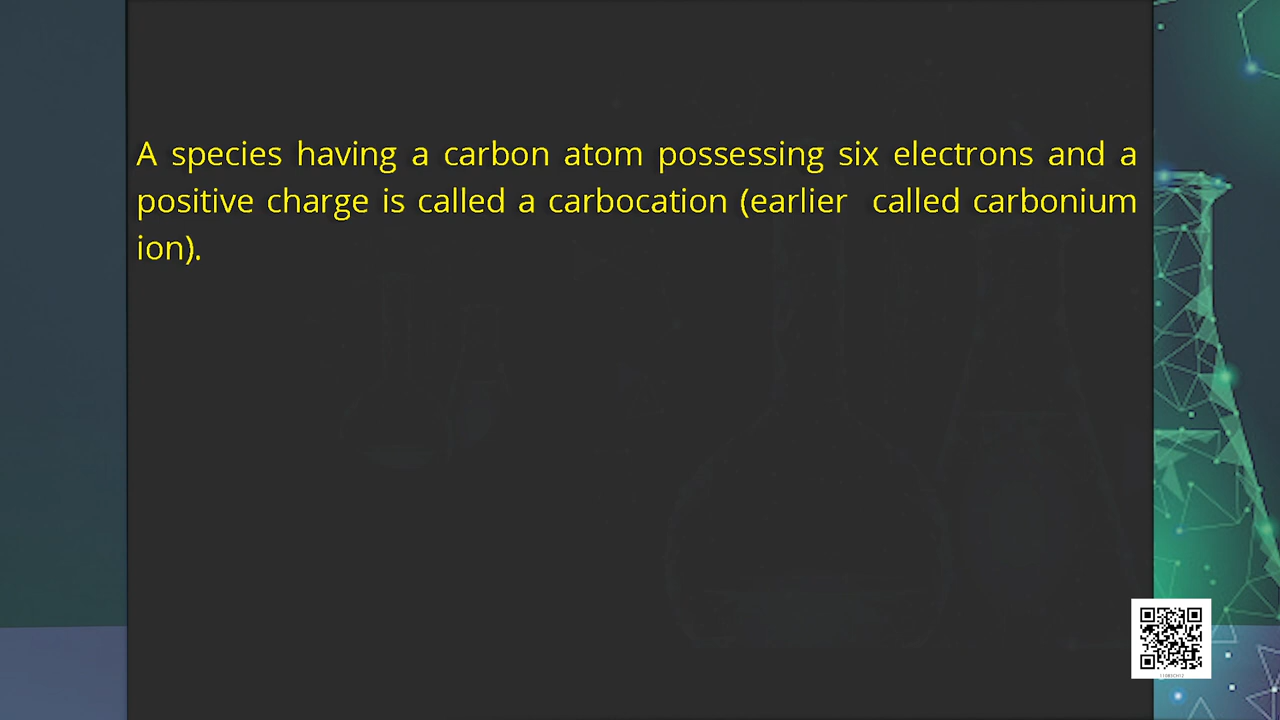 A species having a carbon atom possessing six electrons and a
positive charge is called a carbocation (earlier called carbonium
ion).